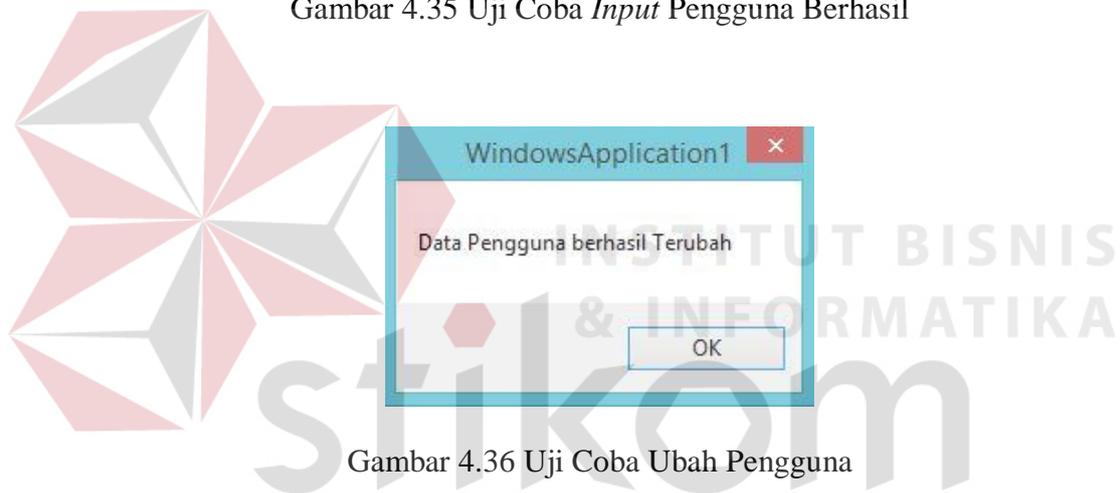 Gambar 4.35 Uji Coba Input Pengguna Berhasil
WindowsApplication1
Data Pengguna berhasil Terubah
INSTITUT BISNIS
& INFORMATIKA
OK
stikom
Gambar 4.36 Uji Coba Ubah Pengguna